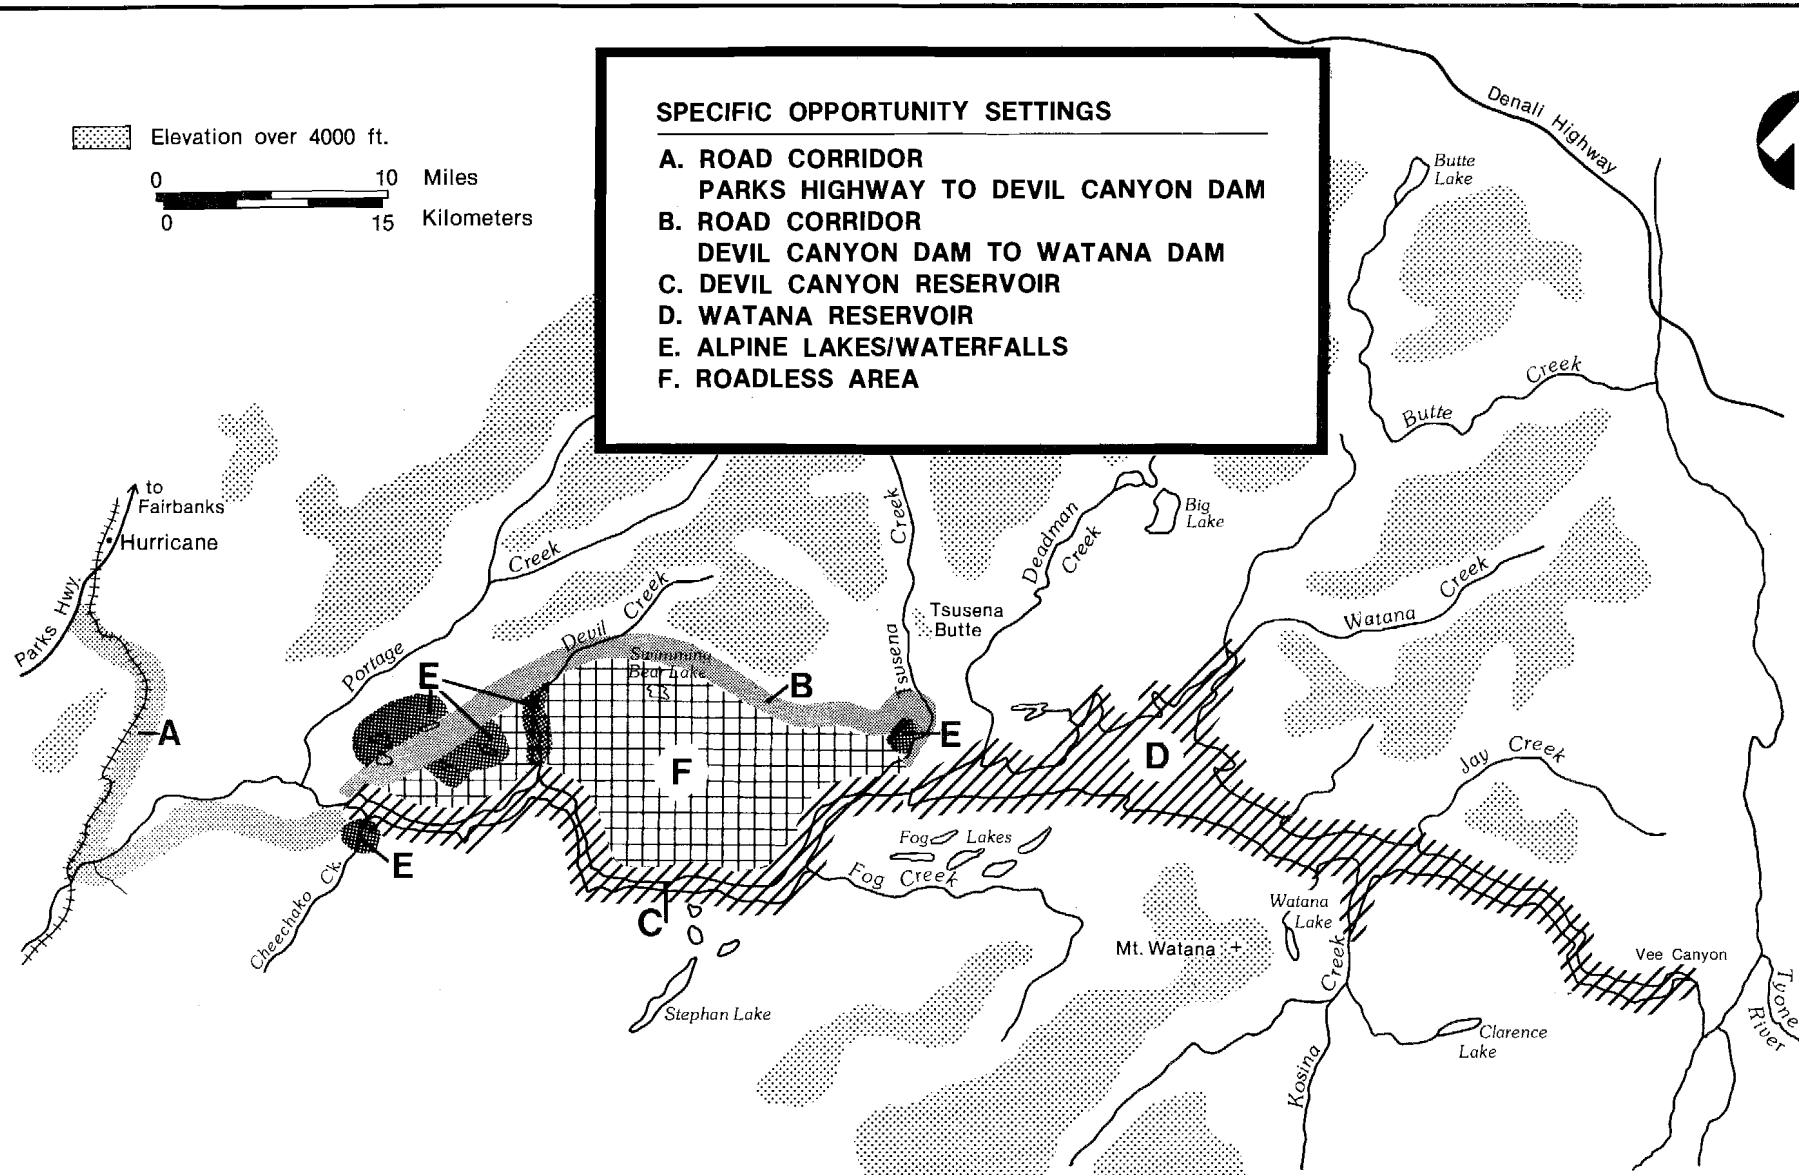 SPECIFIC OPPORTUNITY SETTINGS
A. ROAD CORRIDOR
PARKS HIGHWAY TO DEVIL CANYON DAM
B. ROAD CORRIDOR
DEVIL CANYON DAM TO WATANA DAM
C. DEVIL CANYON RESERVOIR
D. WATANA RESERVOIR
E. ALPINE LAKES/WATERFALLS
F. ROADLESS AREA
Elevation over 4000 ft.
0 10 Miles
0 15 Kilometers
Denali Highway
Butte
Lake
Butte Creek
to
Fairbanks
Hurricane
Parks Hwy.
Portage Creek
Devil Creek
Swimming
Bear Lake
Tsusena Creek
Tsusena
Butte
Deadman
Creek
Big
Lake
Watana Creek
Jay Creek
A
B
C
D
E
E
E
F
Cheechako Ck.
Fog Lakes
Fog Creek
Stephan Lake
Mt. Watana
Watana
Lake
Kosina Creek
Clarence
Lake
Vee Canyon
Tyone
River